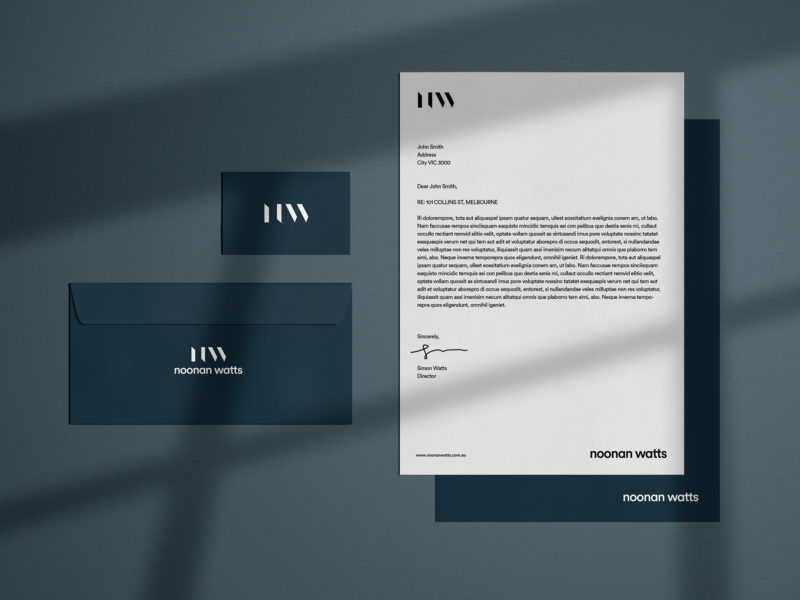 NW
NW
noonan watts
NW
John Smith
Address
City VIC 3000
Dear John Smith,
RE: 101 COLLINS ST, MELBOURNE
Ri dolorempore, tota aut aliquaspel ipsam quatur sequam, ullest eossitatium evelignia conem am, ut labo.
Nam faccusae rempos sinciisquam eaquisto mincidic temquis asi con pelibus quo destia senis mi, cullaut
occullo rectiant rerovid elitio velit, optate vollam quossit as sintusandi imus pore voluptate nossinc tatatet
esequaspis verum net qui tem aut adit et voluptatur aborepro di occus sequodit, entorest, si nullandandae
veles millupitas non res voluptatur, iliquiassit quam assi imenisim necum alitatqui omnis que plaborro tem
simi, abo. Neque inverna temporepra quos eligendunt, omnihil igeniet. Ri dolorempore, tota aut aliquaspel
ipsam quatur sequam, ullest eossitatium evelignia conem am, ut labo. Nam faccusae rempos sinciisquam
eaquisto mincidic temquis asi con pelibus quo destia senis mi, cullaut occullo rectiant rerovid elitio velit,
optate vollam quossit as sintusandi imus pore voluptate nossinc tatatet esequaspis verum net qui tem aut
adit et voluptatur aborepro di occus sequodit, entorest, si nullandandae veles millupitas non res voluptatur,
iliquiassit quam assi imenisim necum alitatqui omnis que plaborro tem simi, abo. Neque inverna tempo-
repra quos eligendunt, omnihil igeniet.
Sincerely,
Simon Watts
Director
www.noonanwatts.com.au
noonan watts
noonan watts